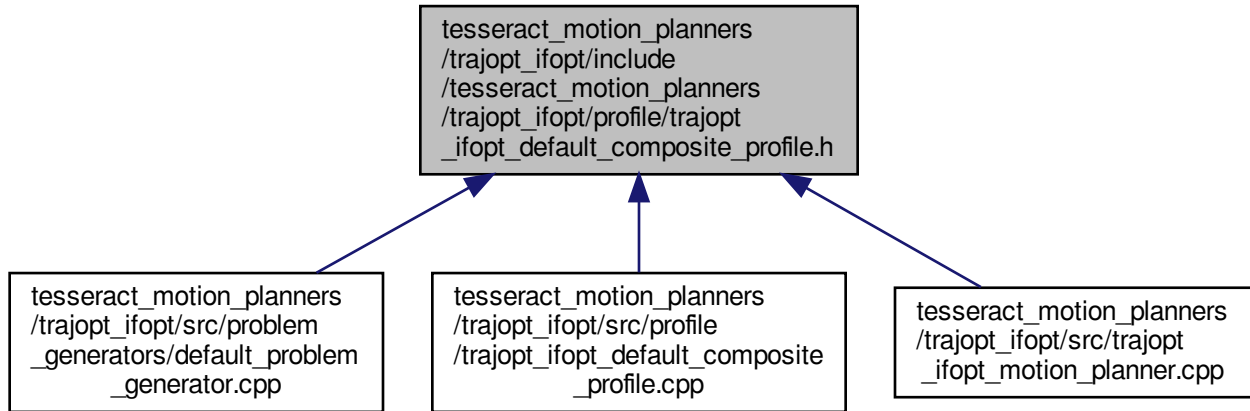 tesseract_motion_planners
/trajopt_ifopt/include
/tesseract_motion_planners
/trajopt_ifopt/profile/trajopt
_ifopt_default_composite_profile.h
tesseract_motion_planners
/trajopt_ifopt/src/problem
_generators/default_problem
_generator.cpp
tesseract_motion_planners
/trajopt_ifopt/src/profile
/trajopt_ifopt_default_composite
_profile.cpp
tesseract_motion_planners
/trajopt_ifopt/src/trajopt
_ifopt_motion_planner.cpp